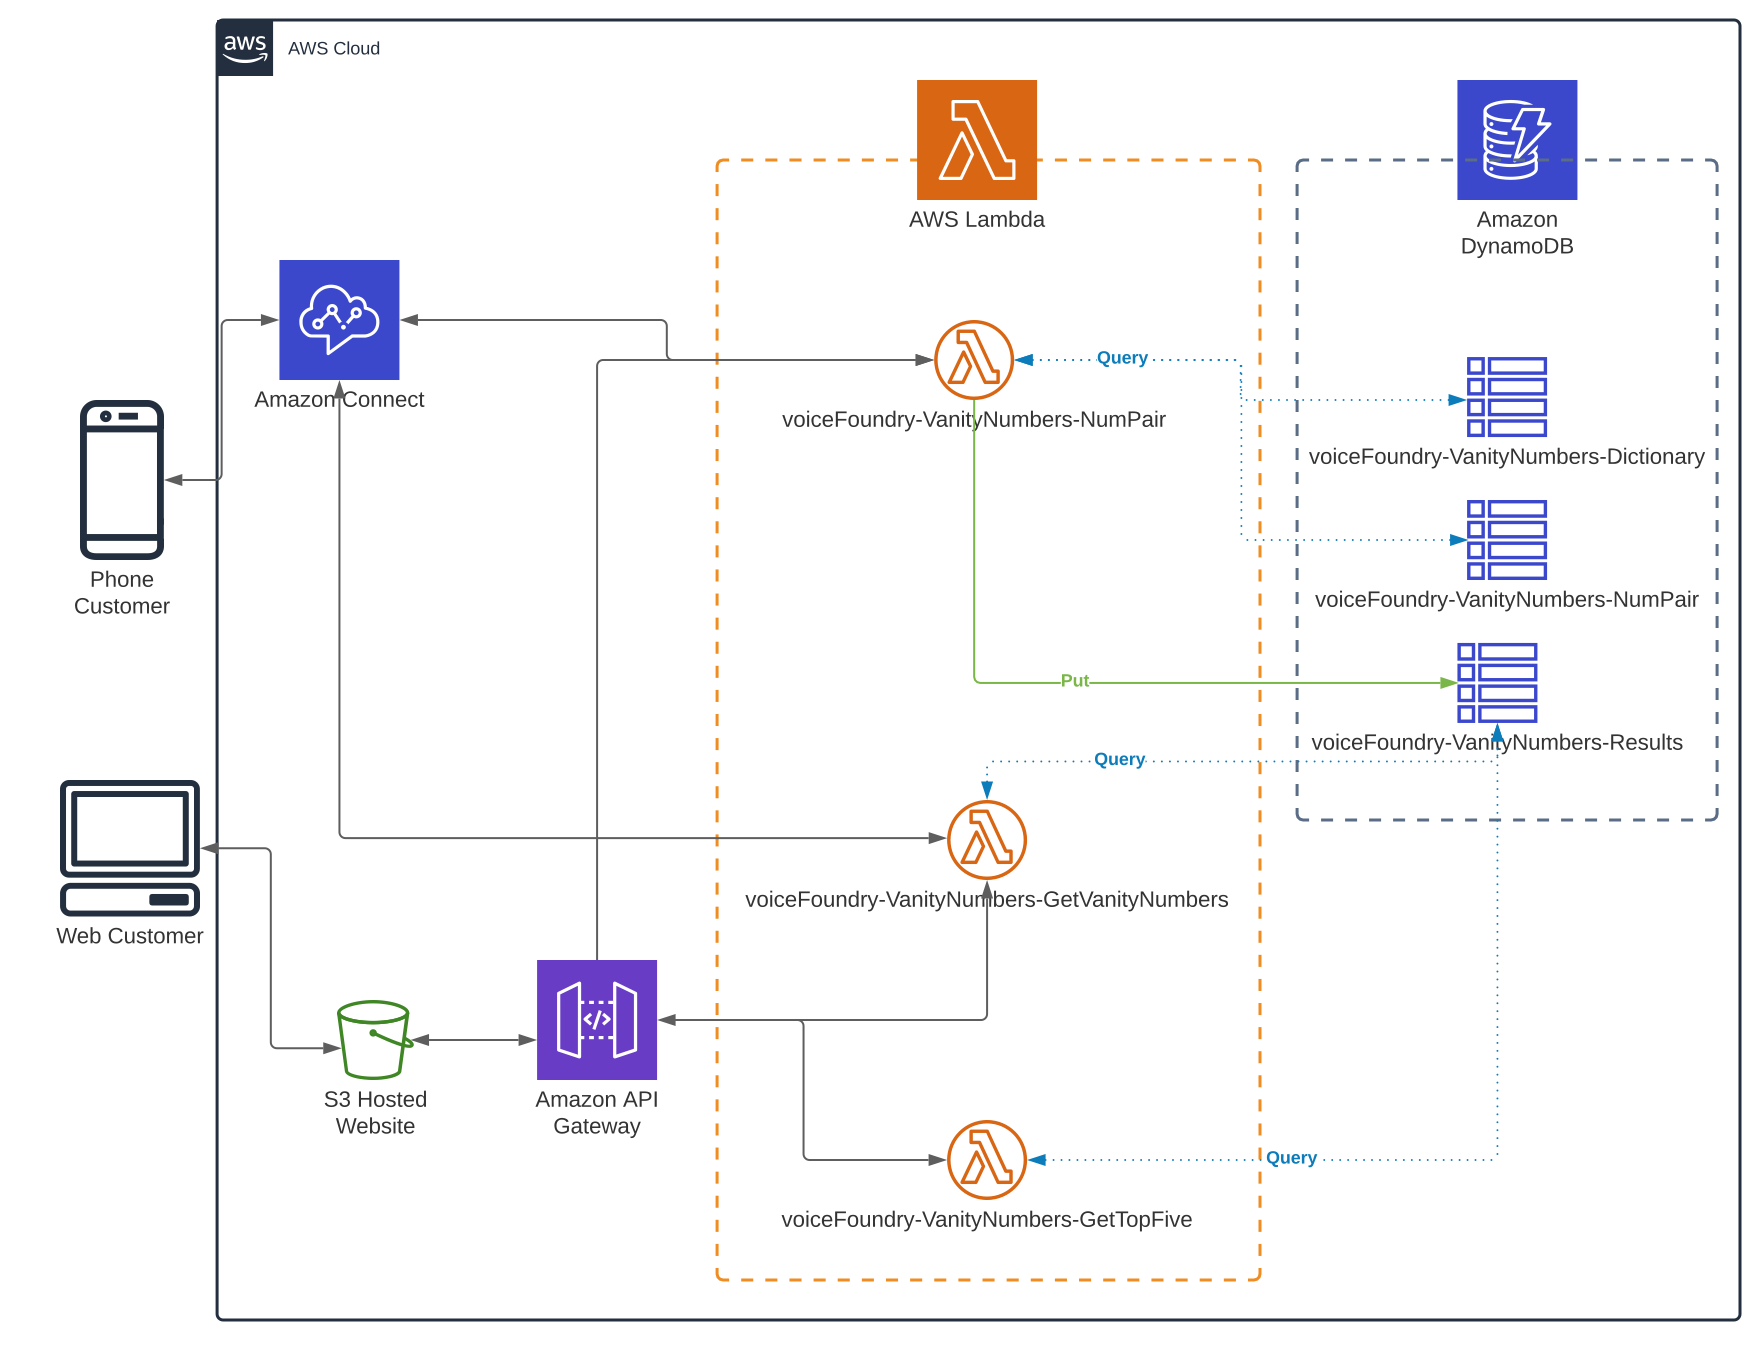 aws
AWS Cloud
AWS Lambda
Amazon
DynamoDB
Amazon Connect
Query
voiceFoundry-VanityNumbers-NumPair
voiceFoundry-VanityNumbers-Dictionary
Phone
Customer
voiceFoundry-VanityNumbers-NumPair
Put
voiceFoundry-VanityNumbers-Results
Query
voiceFoundry-VanityNumbers-GetVanityNumbers
Web Customer
</>
S3 Hosted
Website
Amazon API
Gateway
Query
voiceFoundry-VanityNumbers-GetTopFive